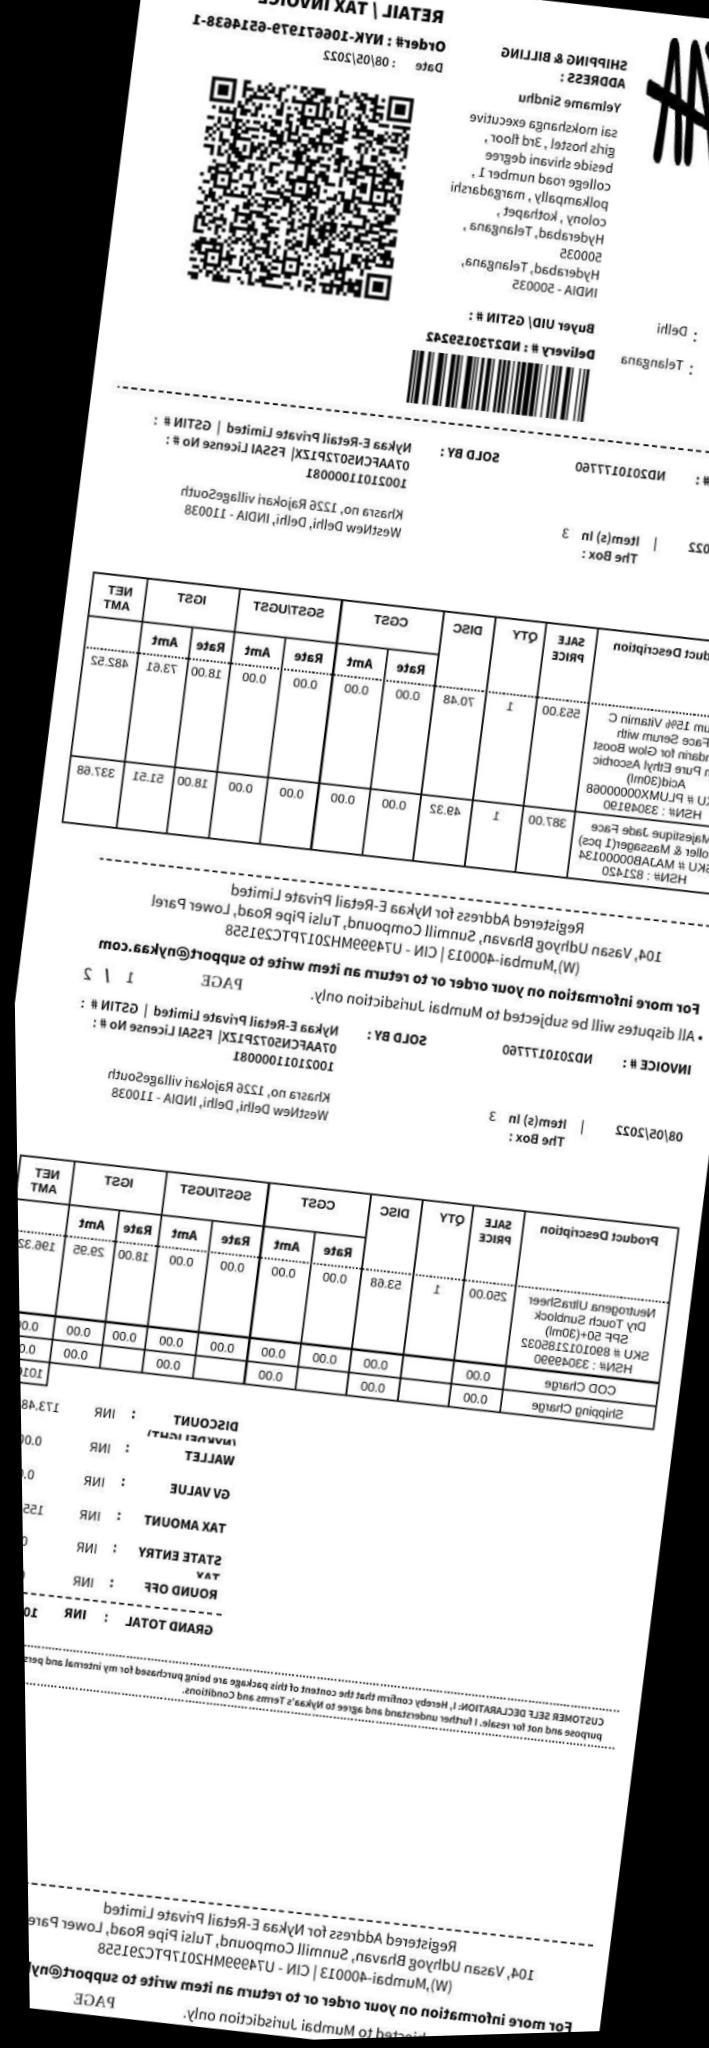 RETAIL / TAX INVOICE
SHIPPING & BILLING
ADDRESS :
Yelmame Sindhu
sai mokshanga executive
girls hostel , 3rd floor ,
beside shivani degree
college road number 1 ,
polkampally , margadarshi
colony , kothapet ,
Hyderabad, Telangana ,
500035
Hyderabad, Telangana,
INDIA - 500035
Order# : NYK-106671979-6514638-1
Date : 08/05/2022
: Delhi
: Telangana
Buyer UID/ GSTIN # :
Delivery # : ND2730159242
# : ND2010177760
SOLD BY :
Nykaa E-Retail Private Limited | GSTIN # :
07AAFCN5072P1ZX| FSSAI License No # :
10021011000081
Khasra no, 1226 Rajokari villageSouth
WestNew Delhi, Delhi, INDIA - 110038
022 | Item(s) In 3
The Box :
duct Description SALE PRICE QTY DISC CGST SGST/UGST IGST NET AMT
Rate Amt Rate Amt Rate Amt
um 15% Vitamin C 553.00 1 70.48 0.00 0.00 0.00 0.00 18.00 73.61 482.52
Face Serum with
ndarin for Glow Boost
h Pure Ethyl Ascorbic
Acid(30ml)
KU # PLUMX00000068
HSN# : 33049190
Majestique Jade Face 387.00 1 49.32 0.00 0.00 0.00 0.00 18.00 51.51 337.68
oller & Massager(1 pcs)
SKU # MAJAB00000134
HSN# : 821420
Registered Address for Nykaa E-Retail Private Limited
104, Vasan Udhyog Bhavan, Sunmill Compound, Tulsi Pipe Road, Lower Parel
(W),Mumbai-400013 | CIN - U74999MH2017PTC291558
For more information on your order or to return an item write to support@nykaa.com
• All disputes will be subjected to Mumbai Jurisdiction only.
PAGE 1 / 2
INVOICE # : ND2010177760
SOLD BY :
Nykaa E-Retail Private Limited | GSTIN # :
07AAFCN5072P1ZX| FSSAI License No # :
10021011000081
Khasra no, 1226 Rajokari villageSouth
WestNew Delhi, Delhi, INDIA - 110038
08/05/2022 | Item(s) In 3
The Box :
Product Description SALE PRICE QTY DISC CGST SGST/UGST IGST NET AMT
Rate Amt Rate Amt Rate Amt
Neutrogena UltraSheer 250.00 1 53.68 0.00 0.00 0.00 0.00 18.00 29.95 196.32
Dry Touch Sunblock
SPF 50+(30ml)
SKU # 8901012185032
HSN# : 33049990
COD Charge 0.00 0.00 0.00 0.00 0.00 0.00 0.00 0.00 0.0
Shipping Charge 0.00 0.00 0.00 0.00 0.00 0.0
101
DISCOUNT : INR 173.48
(NYKDELIGHT)
WALLET : INR 0.00
GV VALUE : INR 0.
TAX AMOUNT : INR 155
STATE ENTRY : INR 0
TAX
ROUND OFF : INR
GRAND TOTAL : INR 10
CUSTOMER SELF DECLARATION: I, Hereby confirm that the content of this package are being purchased for my internal and pers
purpose and not for resale. I further understand and agree to Nykaa's Terms and Conditions.
Registered Address for Nykaa E-Retail Private Limited
104, Vasan Udhyog Bhavan, Sunmill Compound, Tulsi Pipe Road, Lower Pare
(W),Mumbai-400013 | CIN - U74999MH2017PTC291558
For more information on your order or to return an item write to support@ny
jected to Mumbai Jurisdiction only.
PAGE